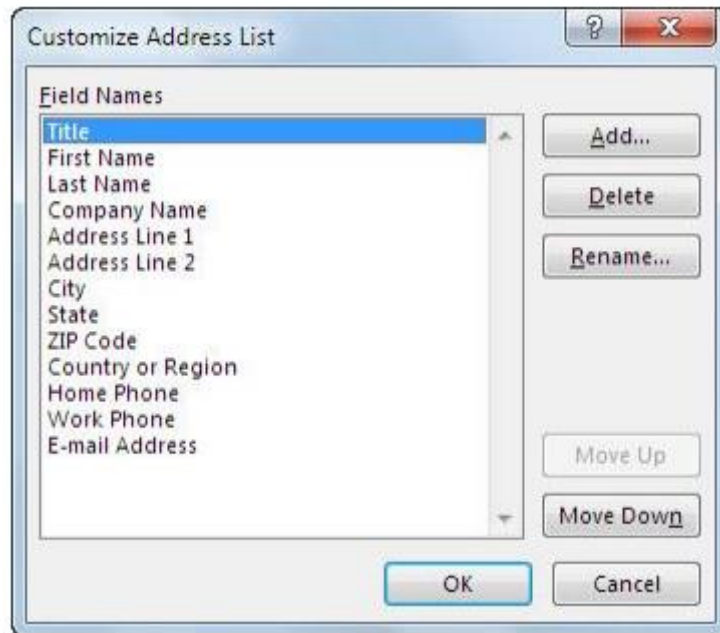 Customize Address List
?
Field Names
Title
First Name
Last Name
Company Name
Address Line 1
Address Line 2
City
State
ZIP Code
Country or Region
Home Phone
Work Phone
E-mail Address
Add...
Delete
Rename...
Move Up
Move Down
OK
Cancel